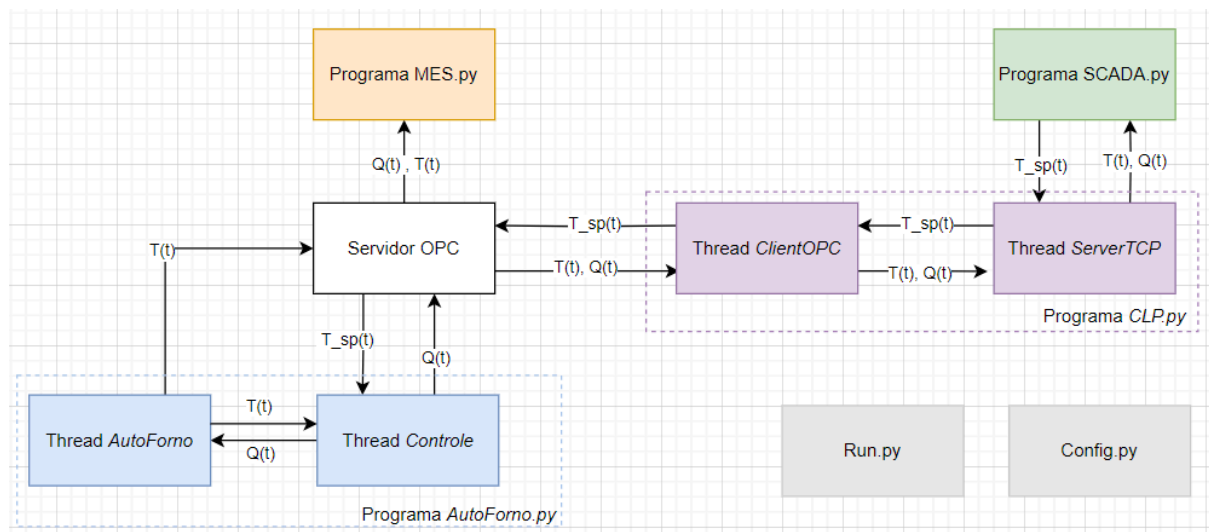 Programa MES.py
Programa SCADA.py
Q(t) , T(t)
T_sp(t)
T(t), Q(t)
T(t)
Servidor OPC
T_sp(t)
T(t), Q(t)
Thread ClientOPC
T_sp(t)
T(t), Q(t)
Thread ServerTCP
Programa CLP.py
T_sp(t)
Q(t)
Thread AutoForno
T(t)
Q(t)
Thread Controle
Programa AutoForno.py
Run.py
Config.py